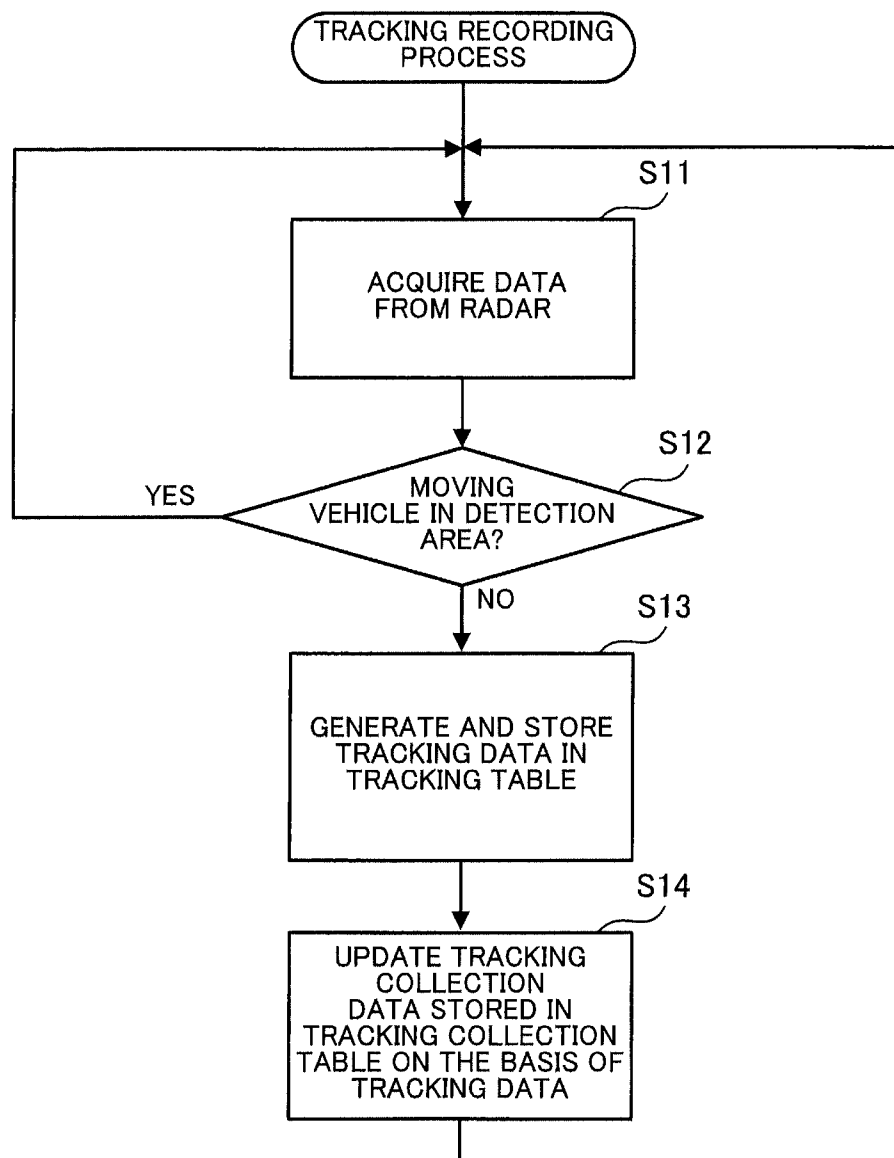 TRACKING RECORDING
PROCESS
S11
ACQUIRE DATA
FROM RADAR
S12
MOVING
VEHICLE IN DETECTION
AREA?
YES
NO
S13
GENERATE AND STORE
TRACKING DATA IN
TRACKING TABLE
S14
UPDATE TRACKING
COLLECTION
DATA STORED IN
TRACKING COLLECTION
TABLE ON THE BASIS OF
TRACKING DATA